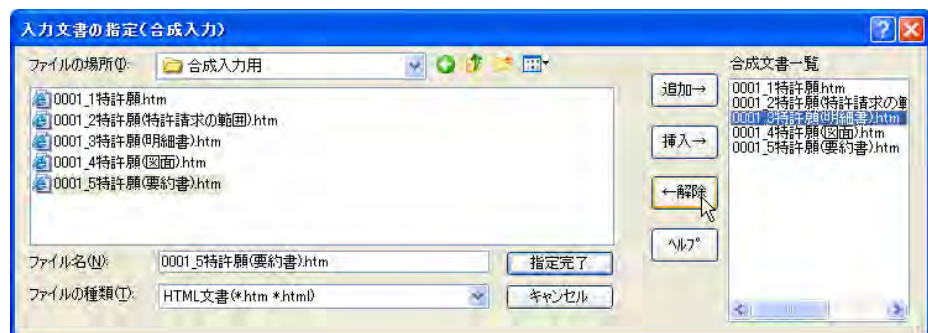 入力文書の指定(合成入力)
ファイルの場所(I):
合成入力用
0001_1特許願.htm
0001_2特許願(特許請求の範囲).htm
0001_3特許願(明細書).htm
0001_4特許願(図面).htm
0001_5特許願(要約書).htm
ファイル名(N):
0001_5特許願(要約書).htm
指定完了
ファイルの種類(T):
HTML文書(*.htm *.html)
キャンセル
追加→
挿入→
←解除
ヘルプ
合成文書一覧
0001_1特許願.htm
0001_2特許願(特許請求の範
0001_3特許願(明細書).htm
0001_4特許願(図面).htm
0001_5特許願(要約書).htm